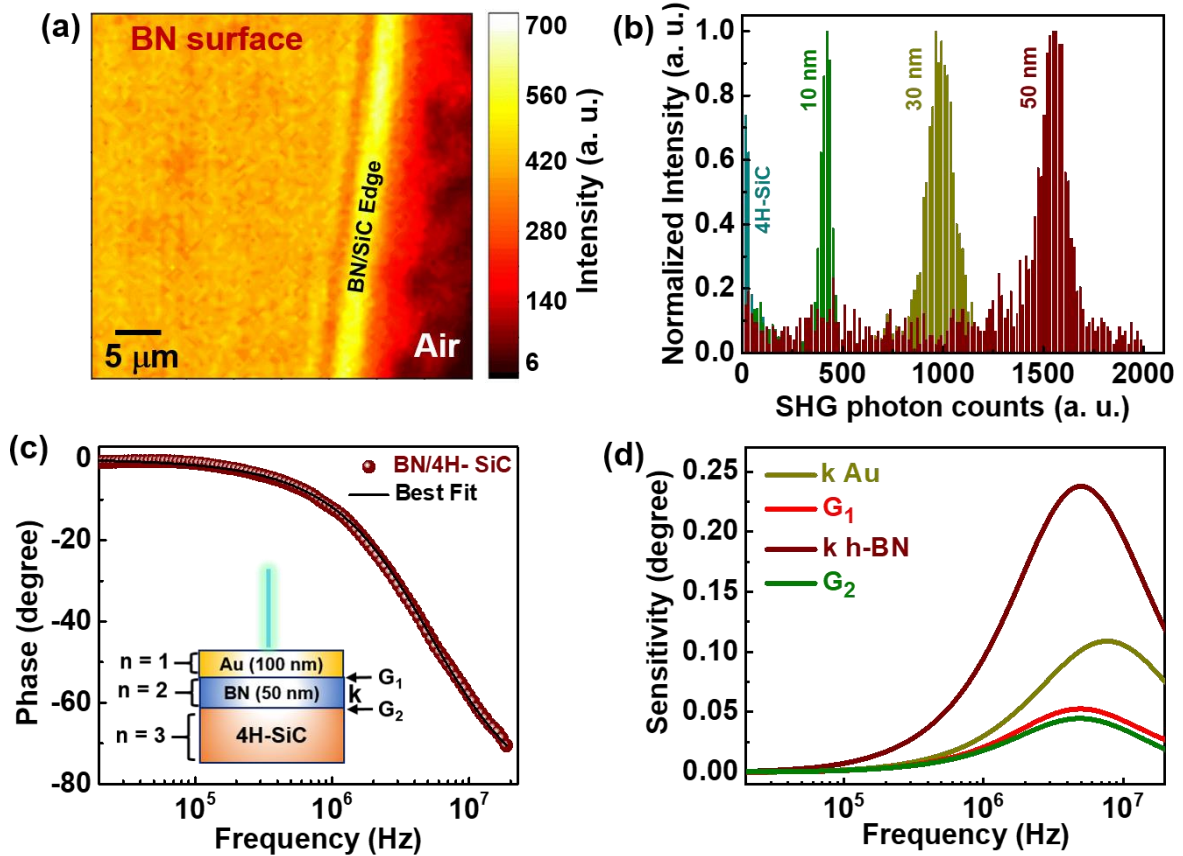 (a)
BN surface
BN/SiC Edge
Air
5 μm
700
560
420
280
140
6
Intensity (a. u.)
(b)
Normalized Intensity (a. u.)
1.0
0.8
0.6
0.4
0.2
0.0
4H-SiC
10 nm
30 nm
50 nm
0 500 1000 1500 2000
SHG photon counts (a. u.)
(c)
Phase (degree)
0
-20
-40
-60
-80
BN/4H- SiC
Best Fit
n = 1
Au (100 nm)
G1
n = 2
BN (50 nm)
k
G2
n = 3
4H-SiC
10^5 10^6 10^7
Frequency (Hz)
(d)
Sensitivity (degree)
0.25
0.20
0.15
0.10
0.05
0.00
k Au
G1
k h-BN
G2
10^5 10^6 10^7
Frequency (Hz)